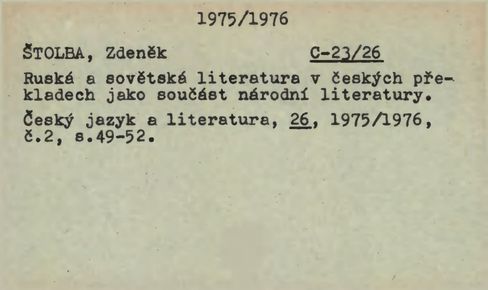 1975/1976
ŠTOLBA, Zdeněk C-23/26
Ruská a sovětská literatura v českých pře-
kladech jako součást národní literatury.
Český jazyk a literatura, 26, 1975/1976,
č.2, s.49-52.